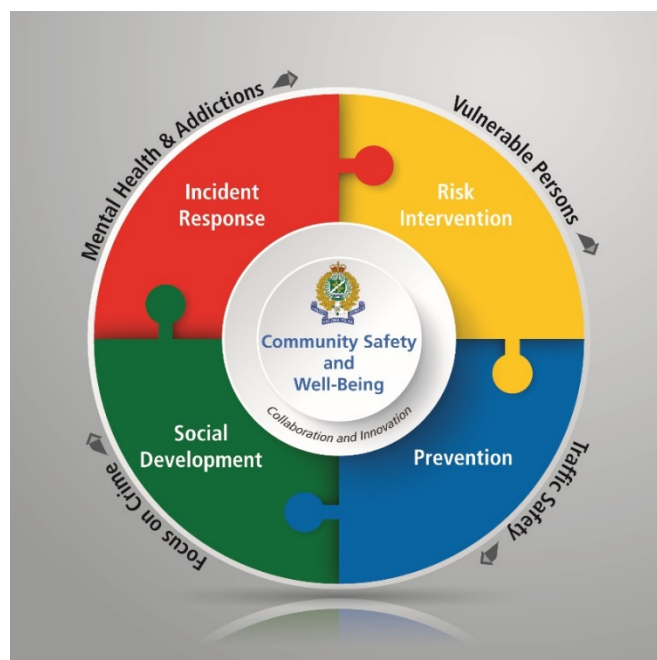 Mental Health & Addictions
Vulnerable Persons
Incident
Response
Risk
Intervention
Community Safety
and
Well-Being
Collaboration and Innovation
Social
Development
Prevention
Focus on Crime
Traffic Safety